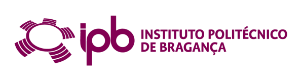 ipb
INSTITUTO POLITÉCNICO
DE BRAGANÇA